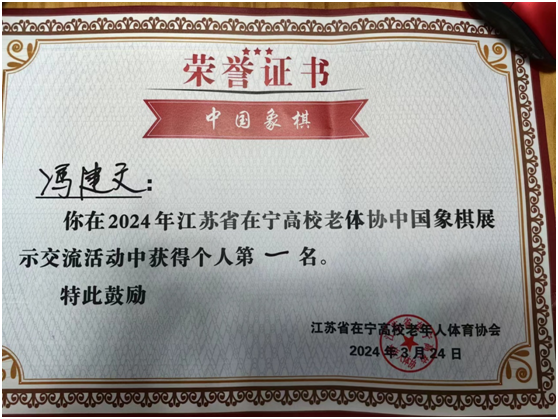 荣誉证书
中国象棋
冯建文：
你在2024年江苏省在宁高校老体协中国象棋展
示交流活动中获得个人第一名。
特此鼓励
江苏省在宁高校老年人体育协会
2024年3月24日